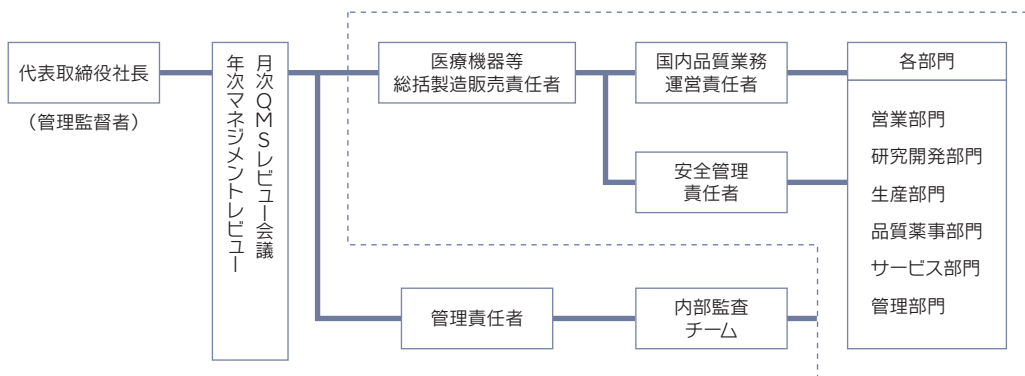 代表取締役社長
（管理監督者）
月次QMSレビュー会議
年次マネジメントレビュー
医療機器等
総括製造販売責任者
国内品質業務
運営責任者
安全管理
責任者
管理責任者
内部監査
チーム
各部門
営業部門
研究開発部門
生産部門
品質薬事部門
サービス部門
管理部門